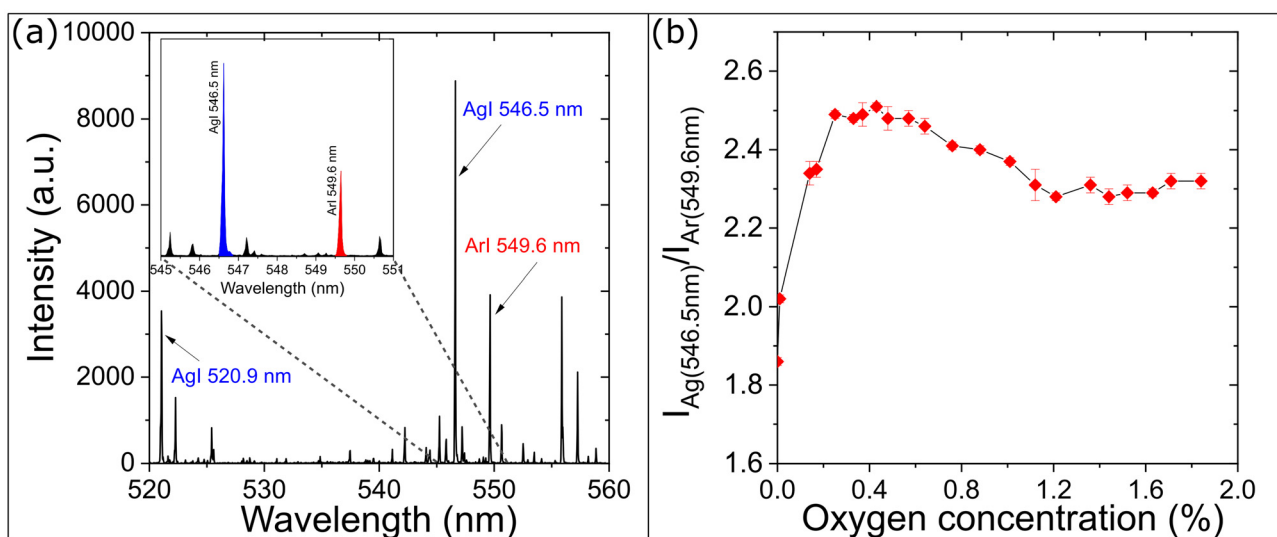 (a)
Intensity (a.u.)
10000
8000
6000
4000
2000
0
520
530
540
550
560
Wavelength (nm)
AgI 546.5 nm
ArI 549.6 nm
AgI 520.9 nm
AgI 546.5 nm
ArI 549.6 nm
545 546 547 548 549 550 551
Wavelength (nm)
(b)
I Ag(546.5nm)/I Ar(549.6nm)
2.6
2.4
2.2
2.0
1.8
1.6
0.0 0.4 0.8 1.2 1.6 2.0
Oxygen concentration (%)